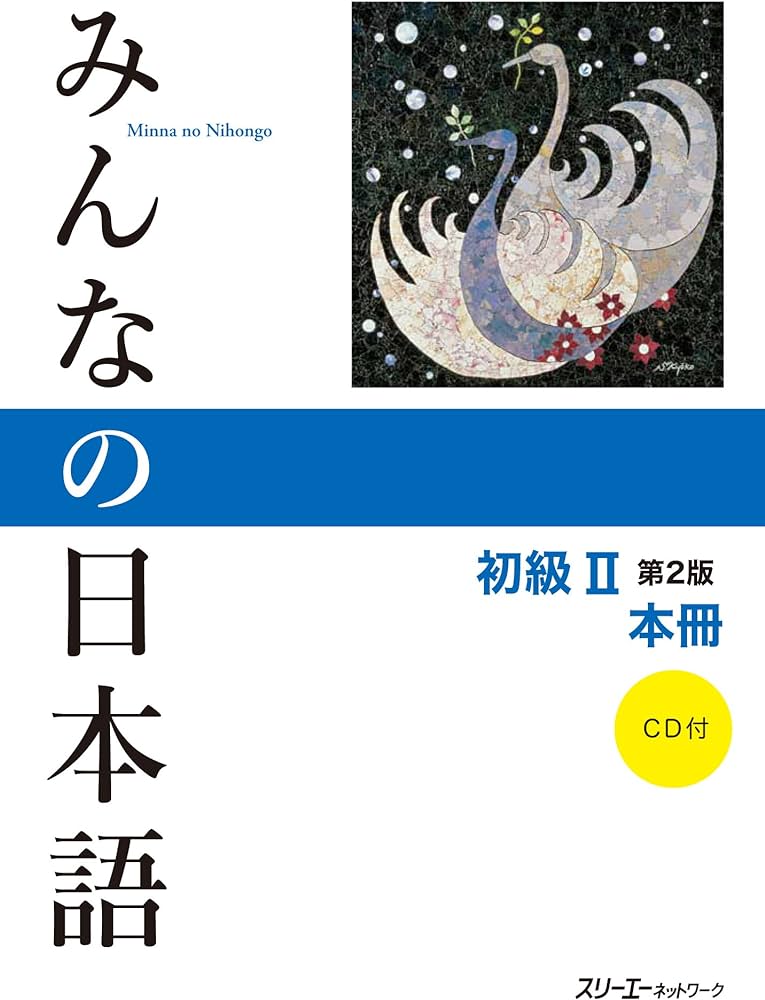 みんなの日本語
Minna no Nihongo
S.Kyôko
初級 II 第2版
本冊
CD付
スリーエーネットワーク